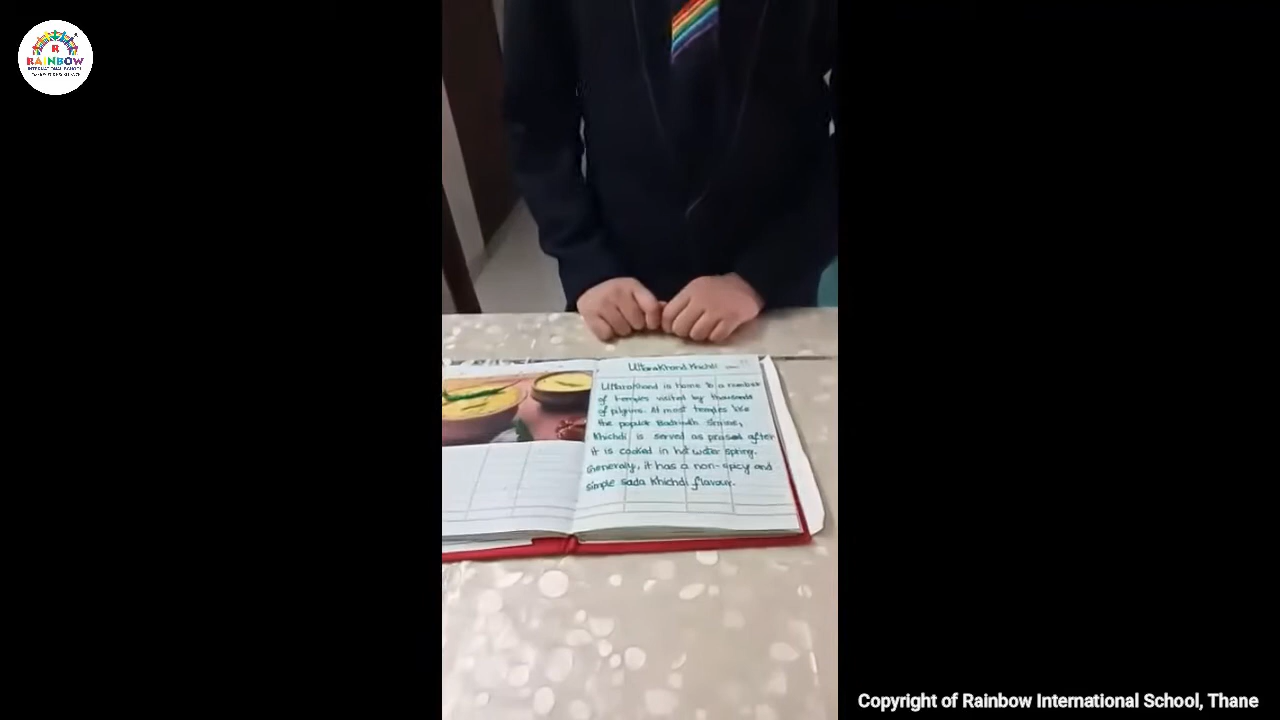 RAINBOW
INTERNATIONAL SCHOOL
Uttarakhand Khichdi
Uttarakhand is home to a number
of temples visited by thousands
of pilgrims. At most temples like
the popular Badrinath Shrine,
Khichdi is served as prasad after
it is cooked in hot water spring.
Generally, it has a non-spicy and
simple sada Khichdi flavour.
Copyright of Rainbow International School, Thane